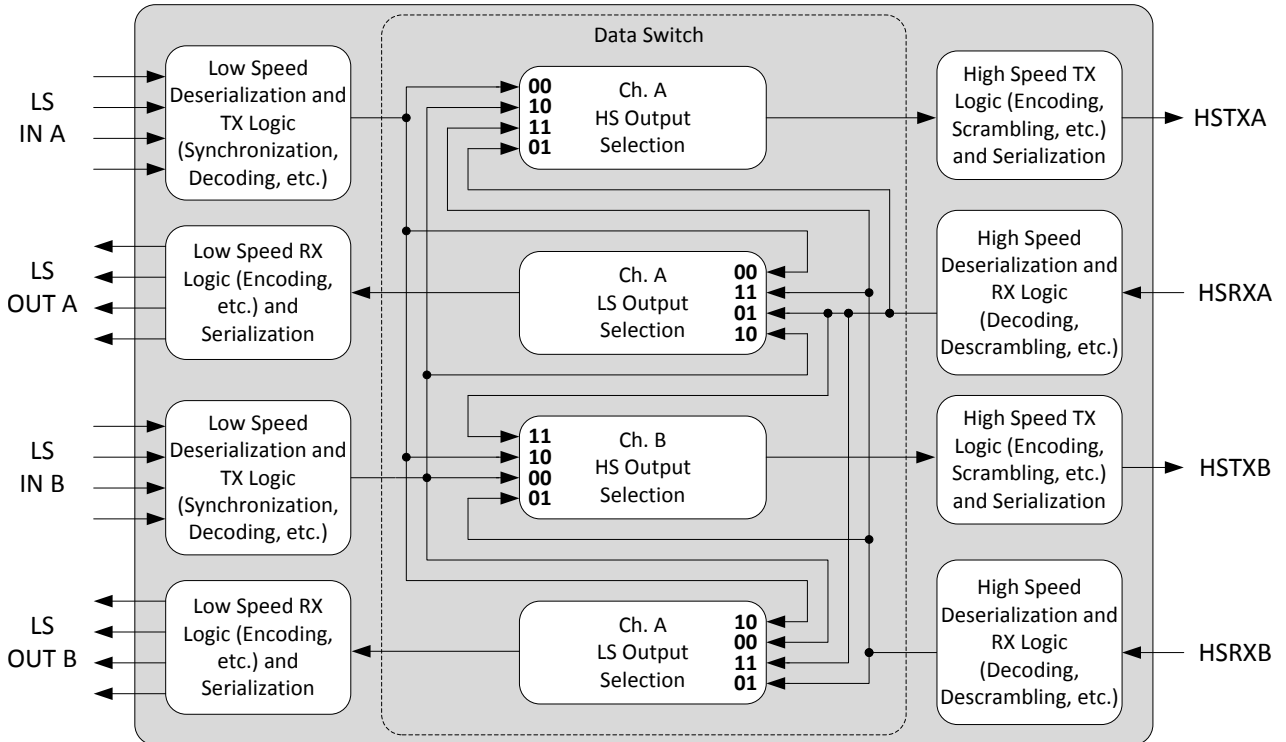 Data Switch
LS
IN A
Low Speed
Deserialization and
TX Logic
(Synchronization,
Decoding, etc.)
00
10
11
01
Ch. A
HS Output
Selection
High Speed TX
Logic (Encoding,
Scrambling, etc.)
and Serialization
HSTXA
LS
OUT A
Low Speed RX
Logic (Encoding,
etc.) and
Serialization
Ch. A
LS Output
Selection
00
11
01
10
High Speed
Deserialization and
RX Logic
(Decoding,
Descrambling, etc.)
HSRXA
LS
IN B
Low Speed
Deserialization and
TX Logic
(Synchronization,
Decoding, etc.)
11
10
00
01
Ch. B
HS Output
Selection
High Speed TX
Logic (Encoding,
Scrambling, etc.)
and Serialization
HSTXB
LS
OUT B
Low Speed RX
Logic (Encoding,
etc.) and
Serialization
Ch. A
LS Output
Selection
10
00
11
01
High Speed
Deserialization and
RX Logic
(Decoding,
Descrambling, etc.)
HSRXB